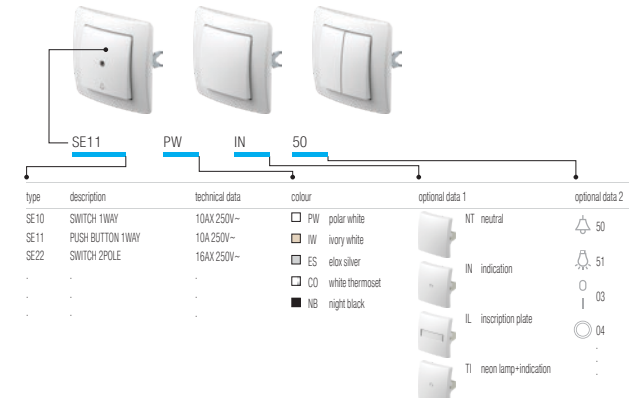 SE11 PW IN 50
type description technical data colour optional data 1 optional data 2
SE10 SWITCH 1WAY 10AX 250V~
SE11 PUSH BUTTON 1WAY 10A 250V~
SE22 SWITCH 2POLE 16AX 250V~
. . .
. . .
. . .
PW polar white
IW ivory white
ES elox silver
CO white thermoset
NB night black
NT neutral
IN indication
IL inscription plate
TI neon lamp+indication
50
51
03
04
.
.
.